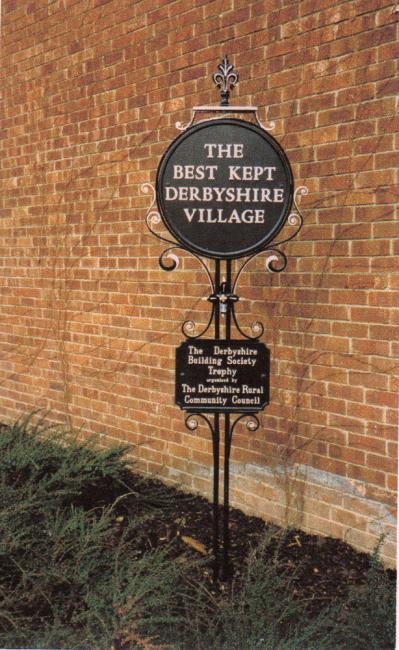 THE
BEST KEPT
DERBYSHIRE
VILLAGE
The Derbyshire
Building Society
Trophy
organised by
The Derbyshire Rural
Community Council